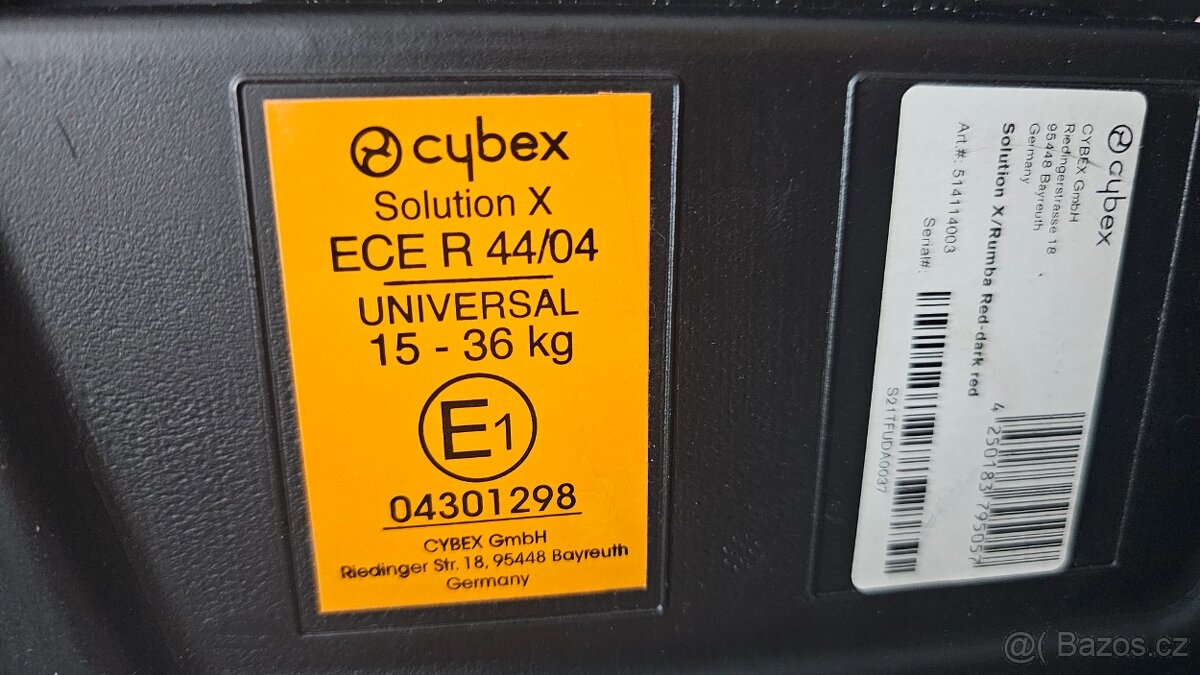 cybex
Solution X
ECE R 44/04
UNIVERSAL
15 - 36 kg
E1
04301298
CYBEX GmbH
Riedinger Str. 18, 95448 Bayreuth
Germany
cybex
CYBEX GmbH
Riedingerstrasse 18
95448 Bayreuth
Germany
Solution X/Rumba Red-dark red
Art.#: 514114003
Serial#:
S21TFUDA0037
4 250183 795057
@( Bazos.cz